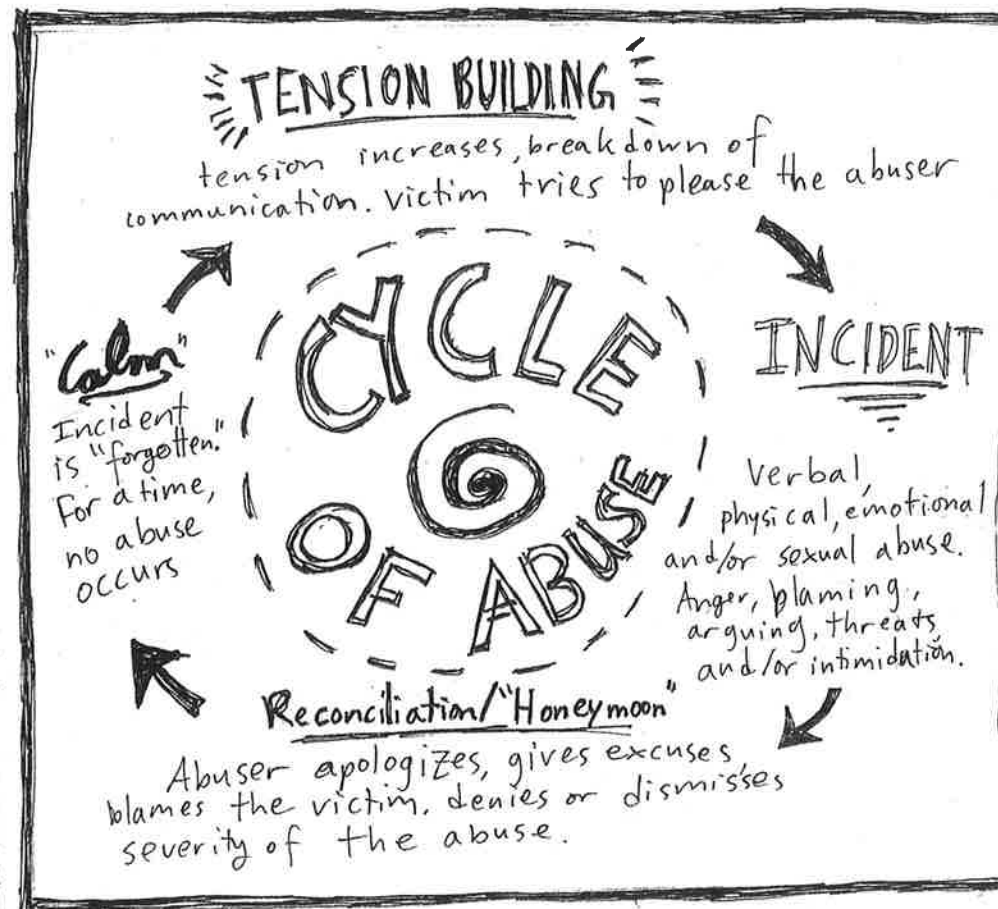 TENSION BUILDING
tension increases, breakdown of
communication. victim tries to please the abuser
INCIDENT
Verbal,
physical, emotional
and/or sexual abuse.
Anger, blaming,
arguing, threats
and/or intimidation.
Reconciliation/"Honeymoon"
Abuser apologizes, gives excuses,
blames the victim, denies or dismisses
severity of the abuse.
"Calm"
Incident
is "forgotten."
For a time,
no abuse
occurs
CYCLE
OF ABUSE